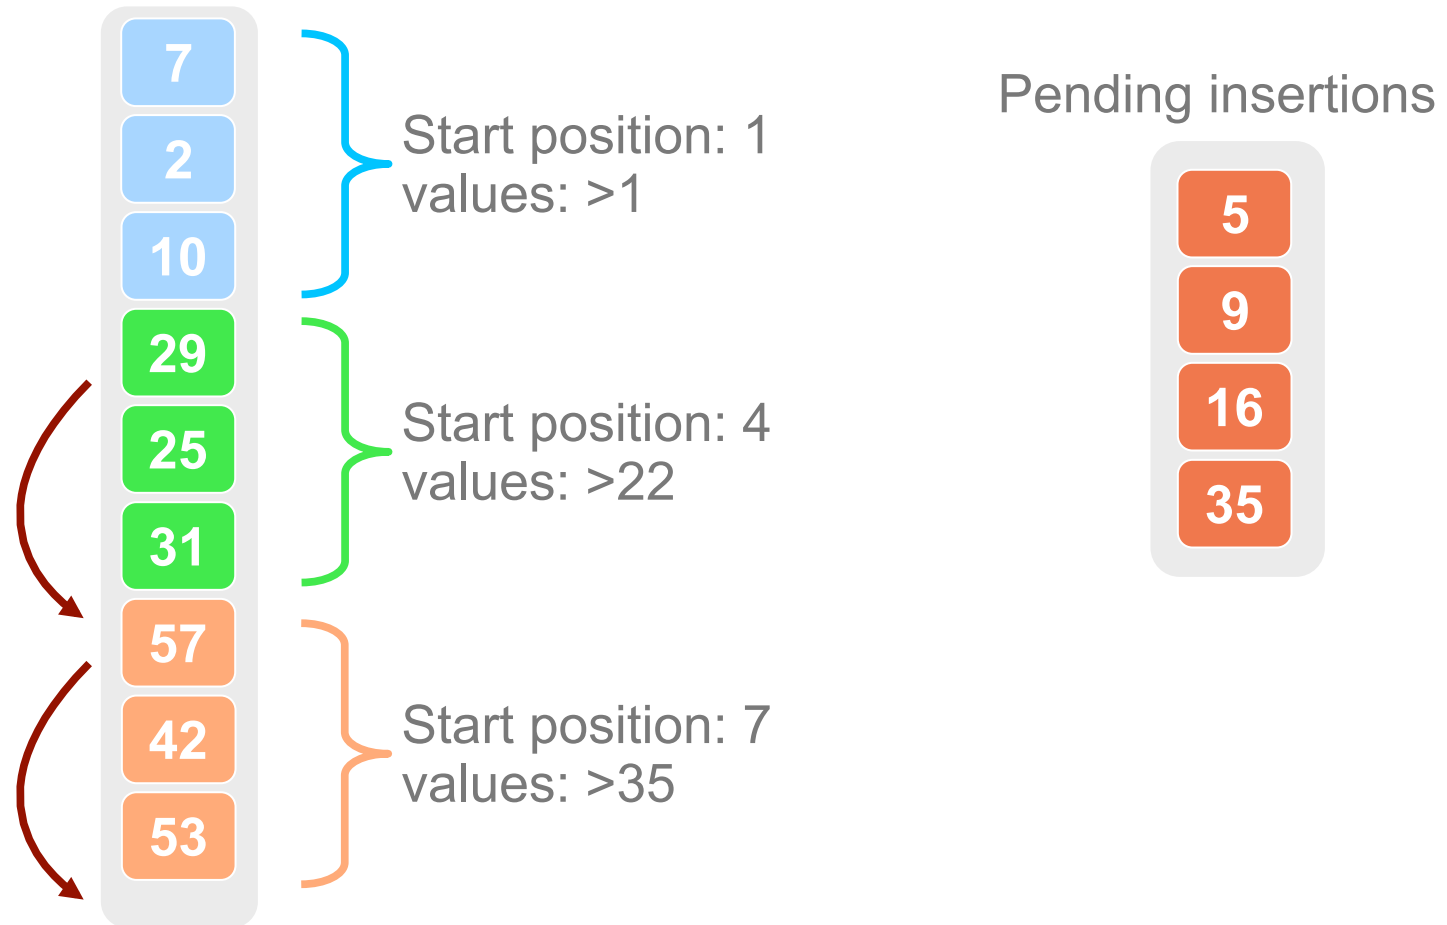 7
2
10
29
25
31
57
42
53
Start position: 1
values: >1
Start position: 4
values: >22
Start position: 7
values: >35
Pending insertions
5
9
16
35